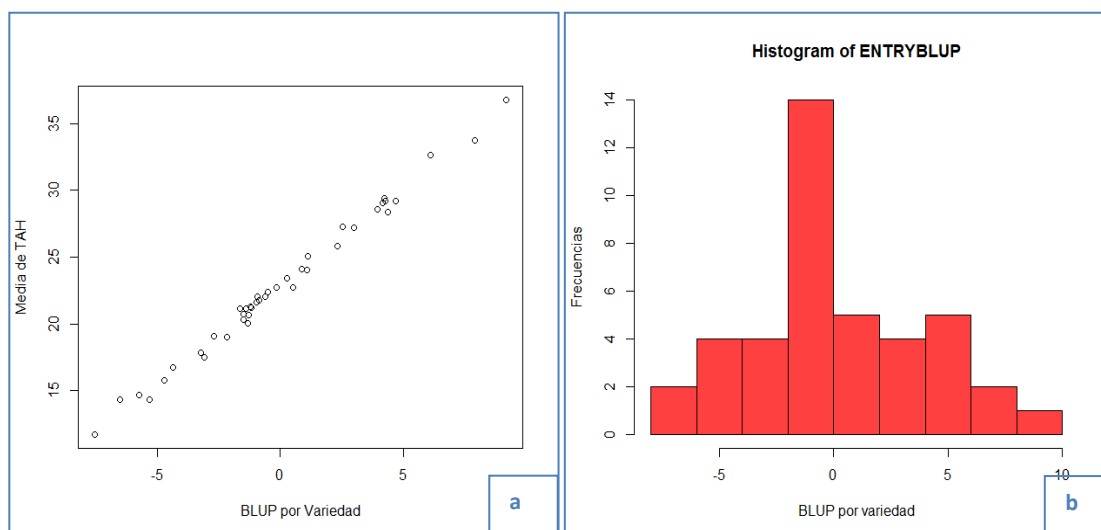 Media de TAH
35
30
25
20
15
-5 0 5
BLUP por Variedad
a
Histogram of ENTRYBLUP
Frecuencias
14
12
10
8
6
4
2
0
-5 0 5 10
BLUP por variedad
b